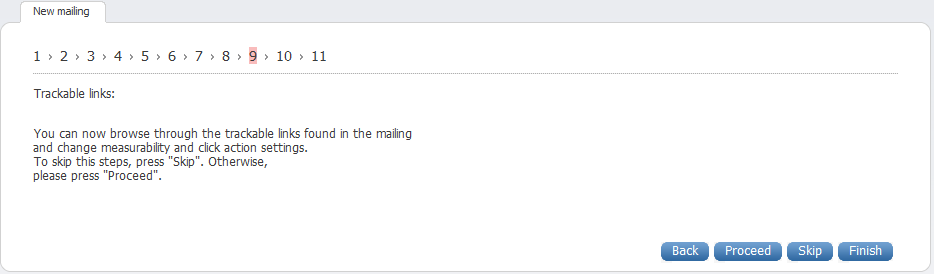 New mailing
1 › 2 › 3 › 4 › 5 › 6 › 7 › 8 › 9 › 10 › 11
Trackable links:
You can now browse through the trackable links found in the mailing
and change measurability and click action settings.
To skip this steps, press "Skip". Otherwise,
please press "Proceed".
Back Proceed Skip Finish